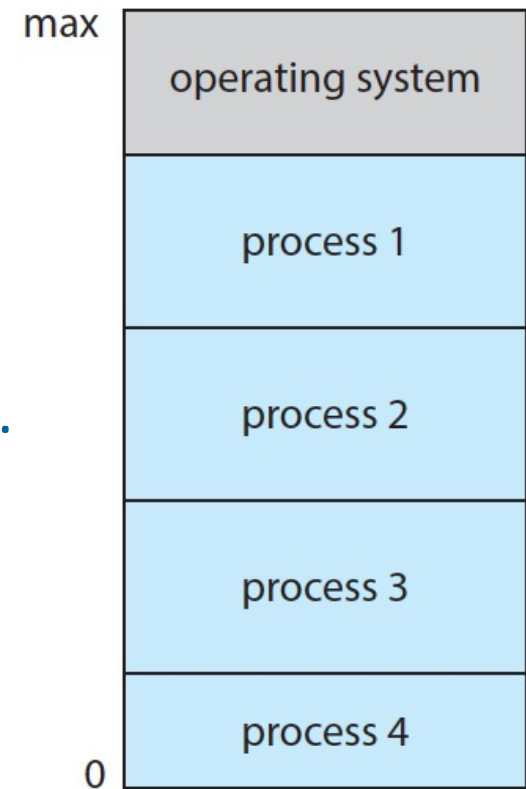 max
operating system
process 1
process 2
.
process 3
process 4
0